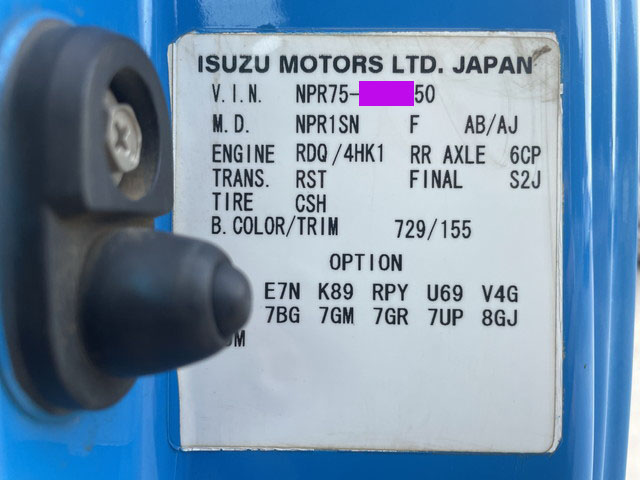 ISUZU MOTORS LTD. JAPAN
V.I.N. NPR75- 50
M.D. NPR1SN F AB/AJ
ENGINE RDQ/4HK1 RR AXLE 6CP
TRANS. RST FINAL S2J
TIRE CSH
B.COLOR/TRIM 729/155
OPTION
E7N K89 RPY U69 V4G
7BG 7GM 7GR 7UP 8GJ